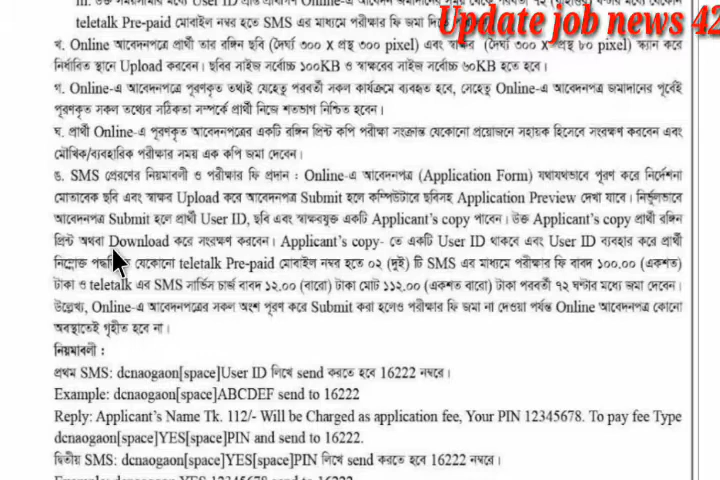 Update job news 42
teletalk Pre-paid মোবাইল নম্বর হতে SMS এর মাধ্যমে পরীক্ষার ফি জমা
খ. Online আবেদনপত্রে প্রার্থী তার রঙ্গিন ছবি (দৈর্ঘ্য ৩০০ X প্রস্থ ৩০০ pixel) এবং স্বাক্ষর (দৈর্ঘ্য ৩০০ X প্রস্থ ৮০ pixel) স্ক্যান করে
নির্ধারিত স্থানে Upload করবেন। ছবির সাইজ সর্বোচ্চ ১০০KB ও স্বাক্ষরের সাইজ সর্বোচ্চ ৬০KB হতে হবে।
গ. Online-এ আবেদনপত্রে পূরণকৃত তথ্যই যেহেতু পরবর্তী সকল কার্যক্রমে ব্যবহৃত হবে, সেহেতু Online-এ আবেদনপত্র জমাদানের পূর্বেই
পূরণকৃত সকল তথ্যের সঠিকতা সম্পর্কে প্রার্থী নিজে শতভাগ নিশ্চিত হবেন।
ঘ. প্রার্থী Online-এ পূরণকৃত আবেদনপত্রের একটি রঙ্গিন প্রিন্ট কপি পরীক্ষা সংক্রান্ত যেকোনো প্রয়োজনে সহায়ক হিসেবে সংরক্ষণ করবেন এবং
মৌখিক/ব্যবহারিক পরীক্ষার সময় এক কপি জমা দেবেন।
ঙ. SMS প্রেরণের নিয়মাবলী ও পরীক্ষার ফি প্রদান : Online-এ আবেদনপত্র (Application Form) যথাযথভাবে পূরণ করে নির্দেশনা
মোতাবেক ছবি এবং স্বাক্ষর Upload করে আবেদনপত্র Submit হলে কম্পিউটারে ছবিসহ Application Preview দেখা যাবে। নির্ভুলভাবে
আবেদনপত্র Submit হলে প্রার্থী User ID, ছবি এবং স্বাক্ষরযুক্ত একটি Applicant's copy পাবেন। উক্ত Applicant's copy প্রার্থী রঙ্গিন
প্রিন্ট অথবা Download করে সংরক্ষণ করবেন। Applicant's copy- তে একটি User ID থাকবে এবং User ID ব্যবহার করে প্রার্থী
নিম্নোক্ত যেকোনো teletalk Pre-paid মোবাইল নম্বর হতে ০২ (দুই) টি SMS এর মাধ্যমে পরীক্ষার ফি বাবদ ১০০.০০ (একশত)
টাকা ও teletalk এর SMS সার্ভিস চার্জ বাবদ ১২.০০ (বারো) টাকা মোট ১১২.০০ (একশত বারো) টাকা পরবর্তী ৭২ ঘন্টার মধ্যে জমা দেবেন।
উল্লেখ্য, Online-এ আবেদনপত্রের সকল অংশ পূরণ করে Submit করা হলেও পরীক্ষার ফি জমা না দেওয়া পর্যন্ত Online আবেদনপত্র কোনো
অবস্থাতেই গৃহীত হবে না।
নিয়মাবলী :
প্রথম SMS: dcnaogaon[space]User ID লিখে send করতে হবে 16222 নম্বরে।
Example: dcnaogaon[space]ABCDEF send to 16222
Reply: Applicant's Name Tk. 112/- Will be Charged as application fee, Your PIN 12345678. To pay fee Type
dcnaogaon[space]YES[space]PIN and send to 16222.
দ্বিতীয় SMS: dcnaogaon[space]YES[space]PIN লিখে send করতে হবে 16222 নম্বরে।